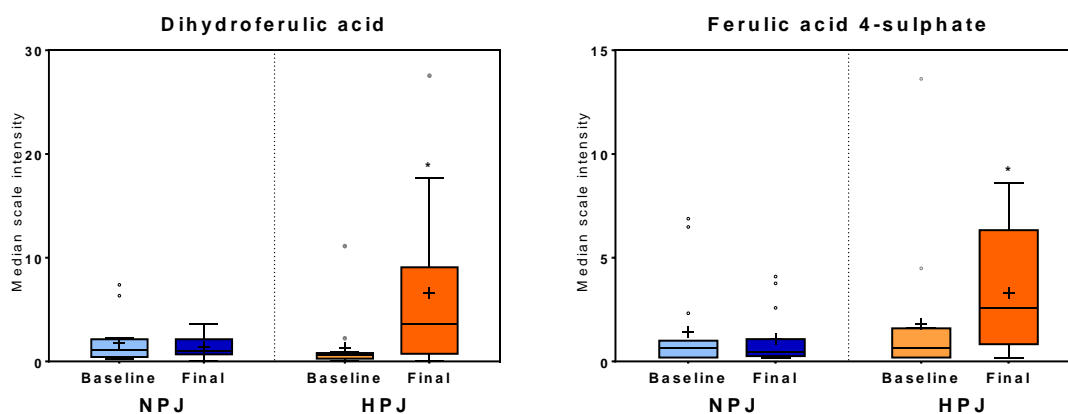 Dihydroferulic acid
Median scale intensity
30
20
10
0
*
Baseline Final Baseline Final
NPJ HPJ
Ferulic acid 4-sulphate
Median scale intensity
15
10
5
0
*
Baseline Final Baseline Final
NPJ HPJ